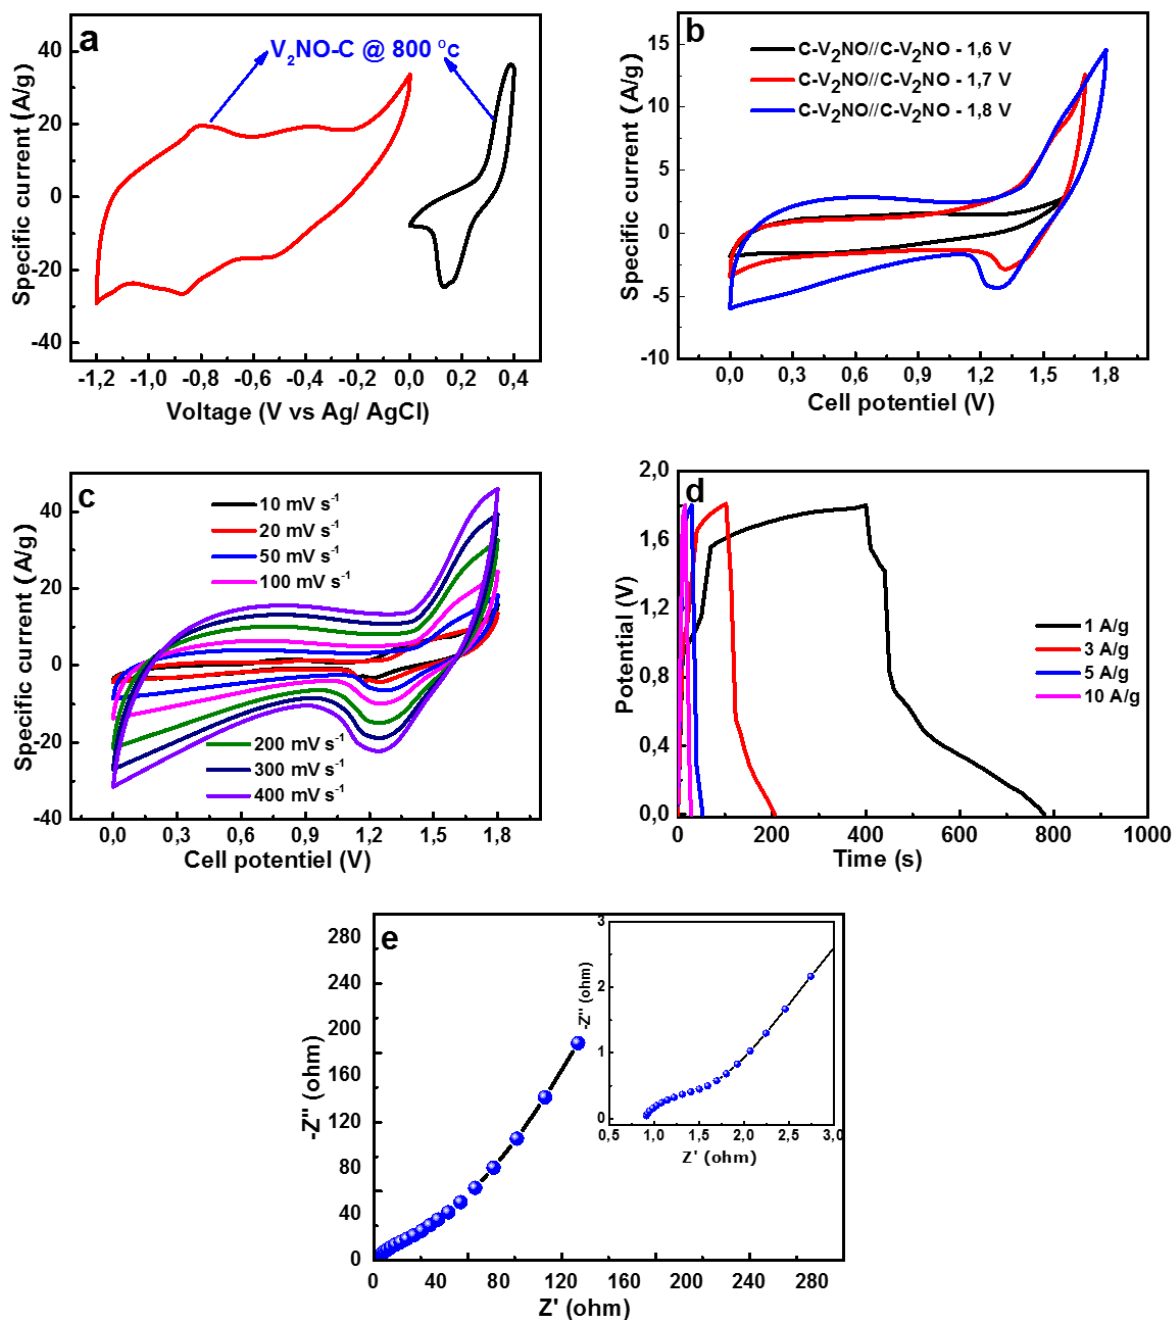 a
V₂NO-C @ 800 °c
Specific current (A/g)
40
20
0
-20
-40
-1,2 -1,0 -0,8 -0,6 -0,4 -0,2 0,0 0,2 0,4
Voltage (V vs Ag/ AgCl)
b
C-V₂NO//C-V₂NO - 1,6 V
C-V₂NO//C-V₂NO - 1,7 V
C-V₂NO//C-V₂NO - 1,8 V
Specific current (A/g)
15
10
5
0
-5
-10
0,0 0,3 0,6 0,9 1,2 1,5 1,8
Cell potentiel (V)
c
10 mV s⁻¹
20 mV s⁻¹
50 mV s⁻¹
100 mV s⁻¹
200 mV s⁻¹
300 mV s⁻¹
400 mV s⁻¹
Specific current (A/g)
40
20
0
-20
-40
0,0 0,3 0,6 0,9 1,2 1,5 1,8
Cell potentiel (V)
d
1 A/g
3 A/g
5 A/g
10 A/g
Potential (V)
2,0
1,6
1,2
0,8
0,4
0,0
0 200 400 600 800 1000
Time (s)
e
-Z'' (ohm)
280
240
200
160
120
80
40
0
0 40 80 120 160 200 240 280
Z' (ohm)
-Z'' (ohm)
3
2
1
0
0,5 1,0 1,5 2,0 2,5 3,0
Z' (ohm)